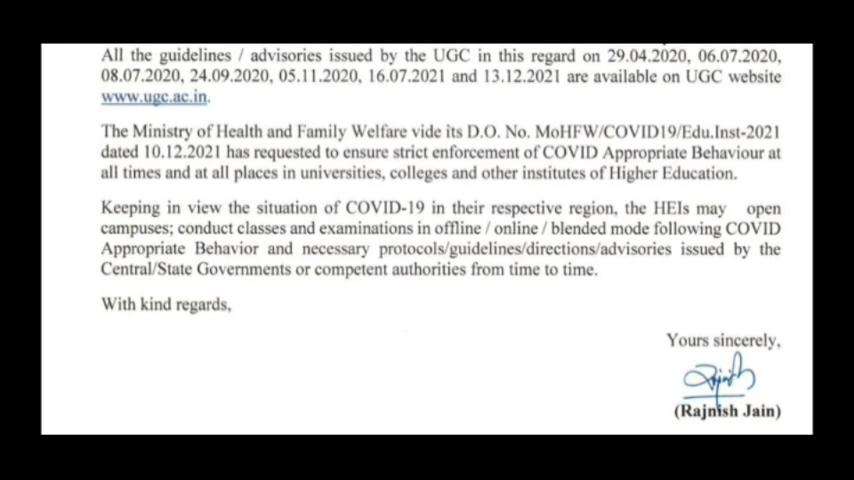 All the guidelines / advisories issued by the UGC in this regard on 29.04.2020, 06.07.2020,
08.07.2020, 24.09.2020, 05.11.2020, 16.07.2021 and 13.12.2021 are available on UGC website
www.ugc.ac.in.
The Ministry of Health and Family Welfare vide its D.O. No. MoHFW/COVID19/Edu.Inst-2021
dated 10.12.2021 has requested to ensure strict enforcement of COVID Appropriate Behaviour at
all times and at all places in universities, colleges and other institutes of Higher Education.
Keeping in view the situation of COVID-19 in their respective region, the HEIs may open
campuses; conduct classes and examinations in offline / online / blended mode following COVID
Appropriate Behavior and necessary protocols/guidelines/directions/advisories issued by the
Central/State Governments or competent authorities from time to time.
With kind regards,
Yours sincerely,
Rajnish
(Rajnish Jain)